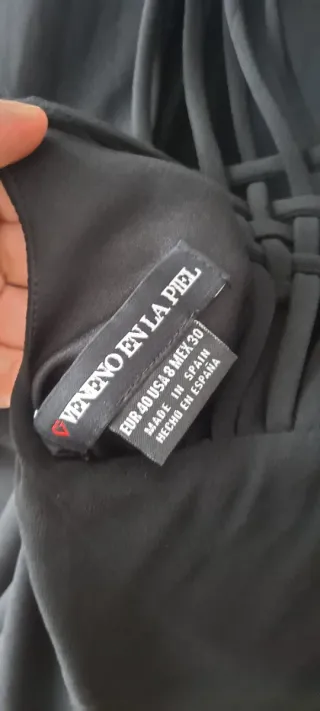 VENENO EN LA PIEL
EUR 40 USA 8 MEX 30
MADE IN SPAIN
HECHO EN ESPAÑA